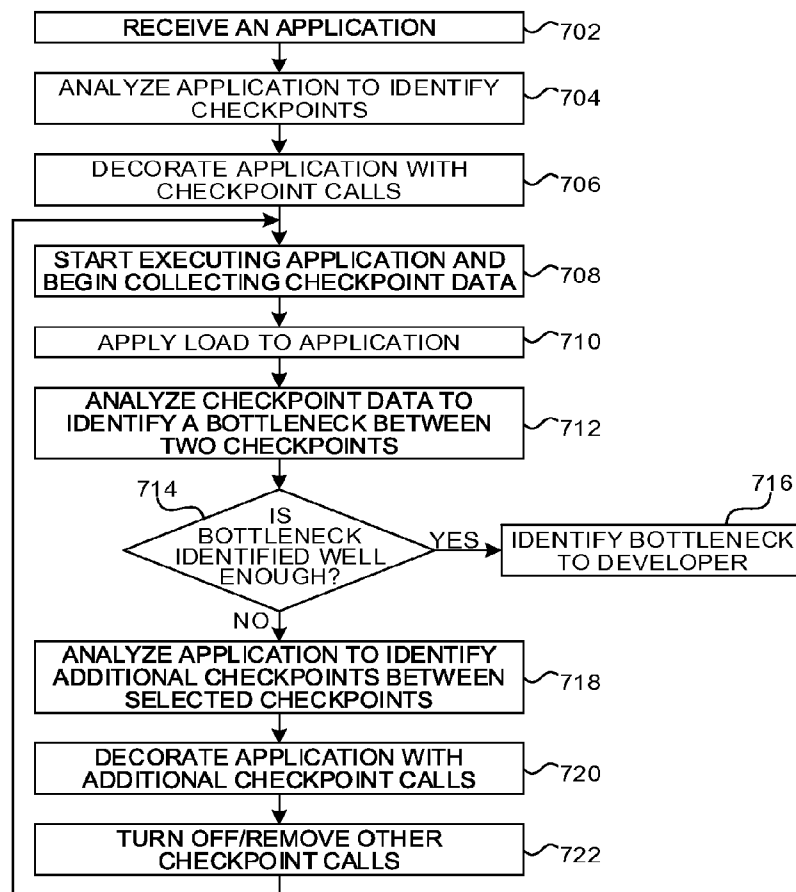 RECEIVE AN APPLICATION
702
ANALYZE APPLICATION TO IDENTIFY
CHECKPOINTS
704
DECORATE APPLICATION WITH
CHECKPOINT CALLS
706
START EXECUTING APPLICATION AND
BEGIN COLLECTING CHECKPOINT DATA
708
APPLY LOAD TO APPLICATION
710
ANALYZE CHECKPOINT DATA TO
IDENTIFY A BOTTLENECK BETWEEN
TWO CHECKPOINTS
712
714
IS
BOTTLENECK
IDENTIFIED WELL
ENOUGH?
YES
716
IDENTIFY BOTTLENECK
TO DEVELOPER
NO
ANALYZE APPLICATION TO IDENTIFY
ADDITIONAL CHECKPOINTS BETWEEN
SELECTED CHECKPOINTS
718
DECORATE APPLICATION WITH
ADDITIONAL CHECKPOINT CALLS
720
TURN OFF/REMOVE OTHER
CHECKPOINT CALLS
722